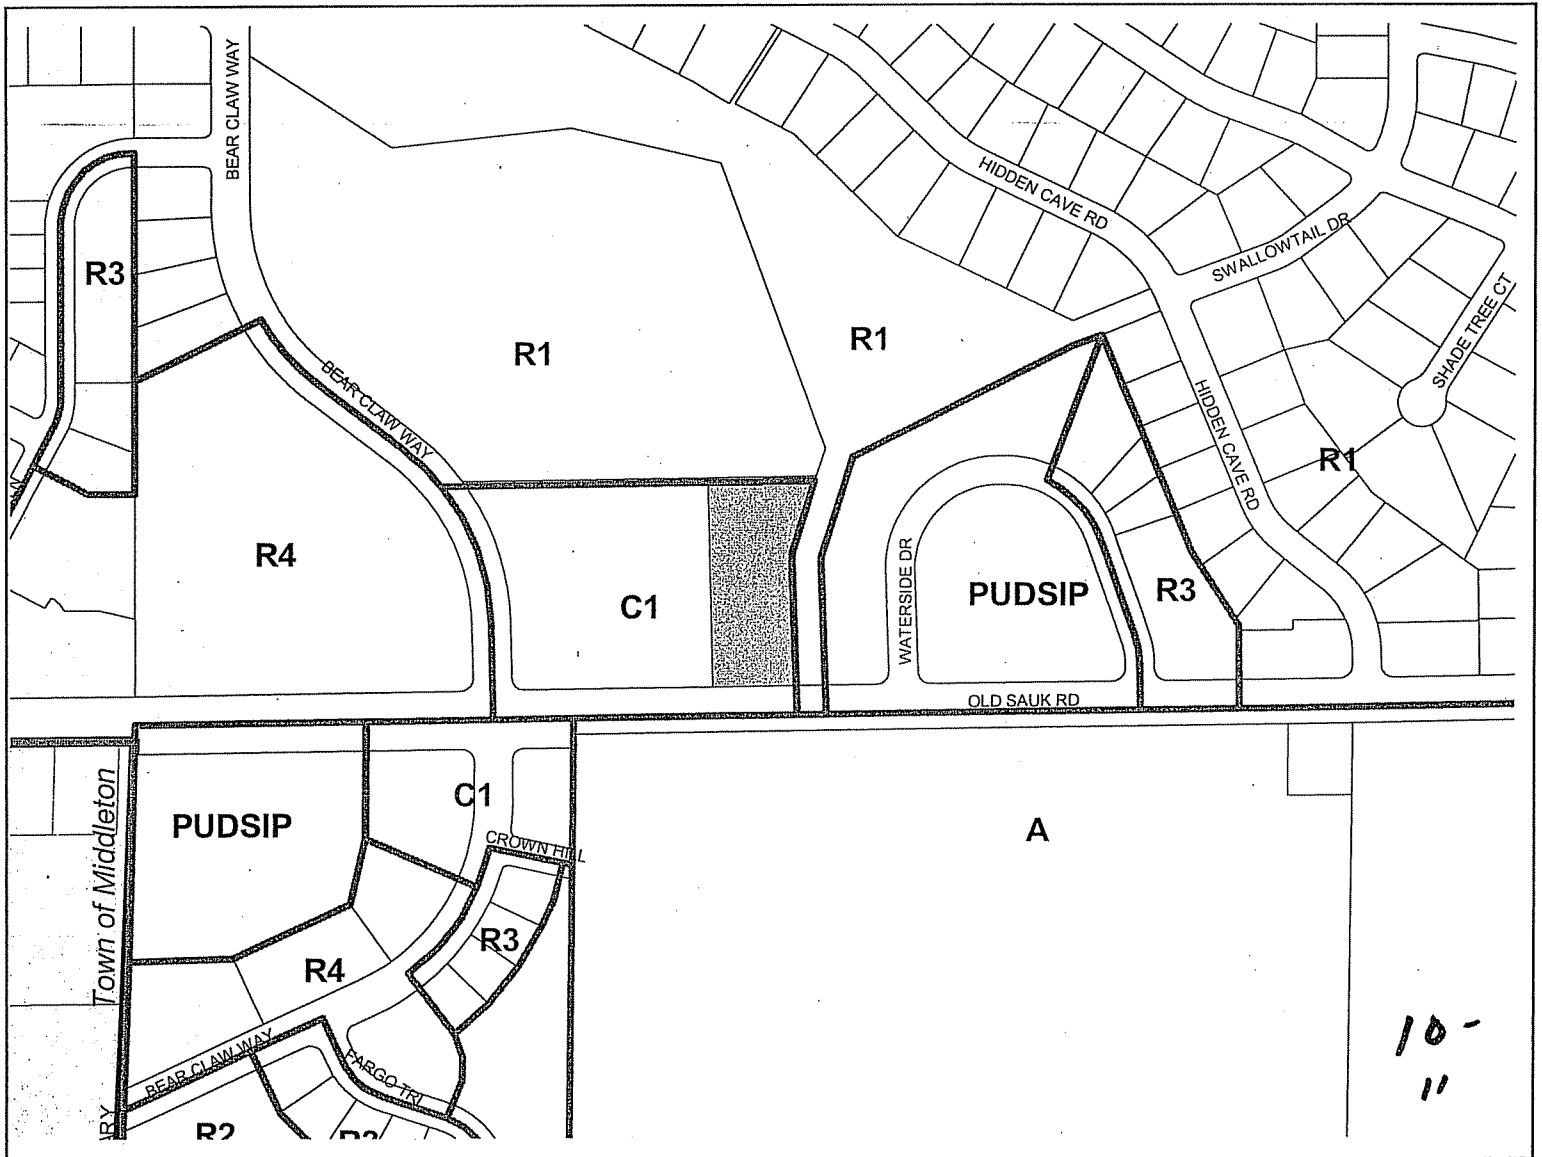 BEAR CLAW WAY
HIDDEN CAVE RD
SWALLOWTAIL DR
SHADE TREE CT
R3
R1
R1
BEAR CLAW WAY
HIDDEN CAVE RD
R1
R4
C1
WATERSIDE DR
PUDSIP
R3
OLD SAUK RD
Town of Middleton
PUDSIP
C1
CROWN HILL
A
R3
R4
BEAR CLAW WAY
FARGO TRL
R2
10-
11